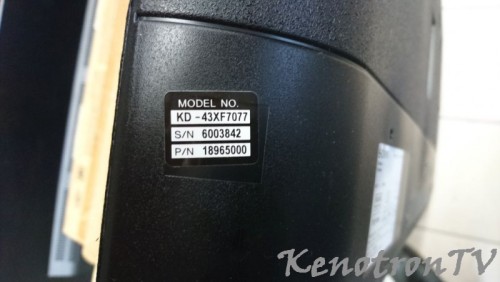 MODEL NO.
KD - 43XF7077
S/N 6003842
P/N 18965000
KenotronTV